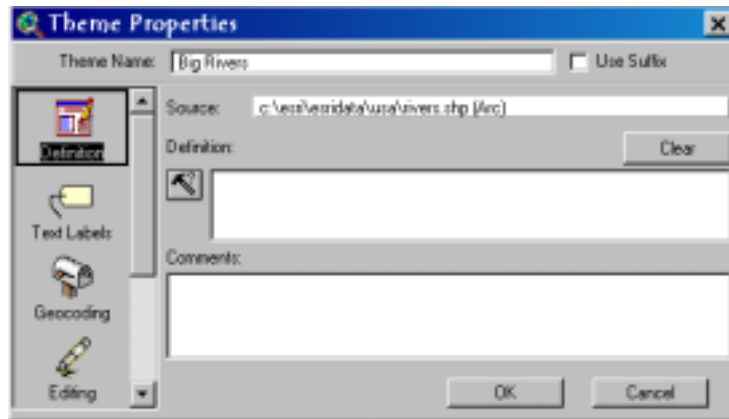 Theme Properties
Theme Name: Big Rivers Use Suffix
Source: c:\esri\esridata\usa\rivers.shp (Arc)
Definition
Definition: Clear
Text Labels
Comments:
Geocoding
Editing
OK Cancel